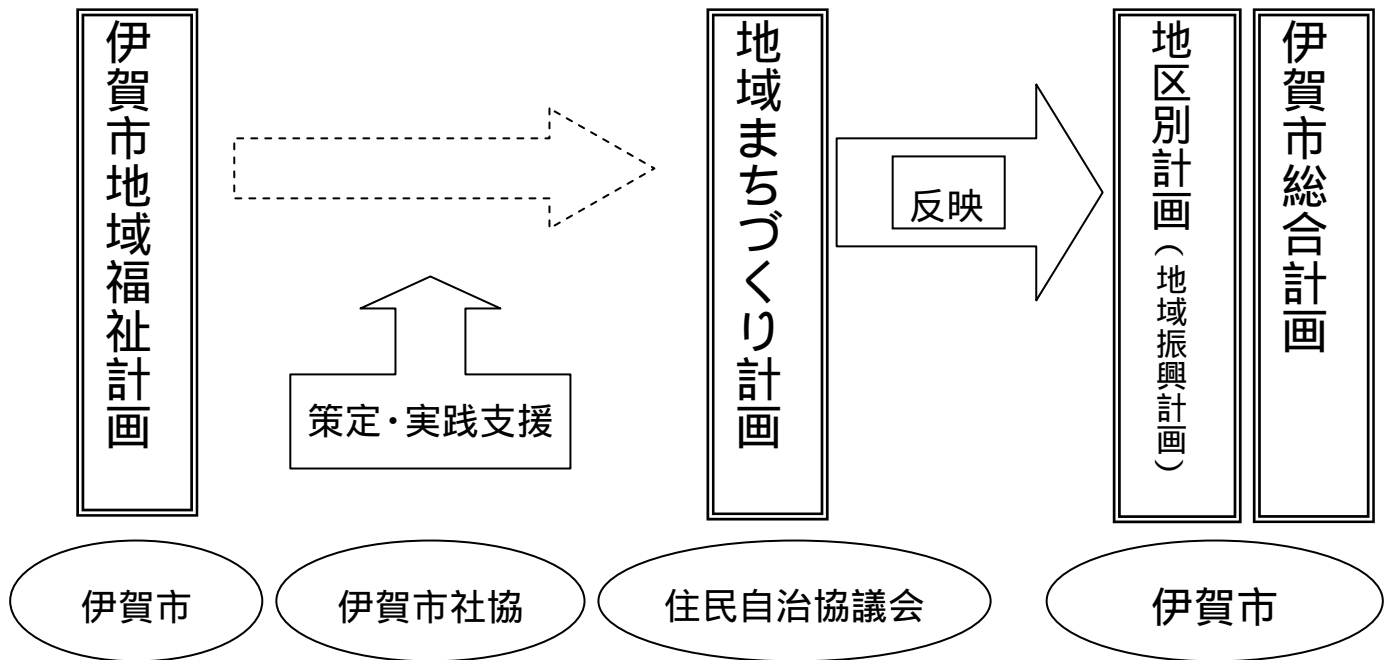 伊賀市地域福祉計画
策定・実践支援
地域まちづくり計画
反映
地区別計画（地域振興計画）
伊賀市総合計画
伊賀市
伊賀市社協
住民自治協議会
伊賀市